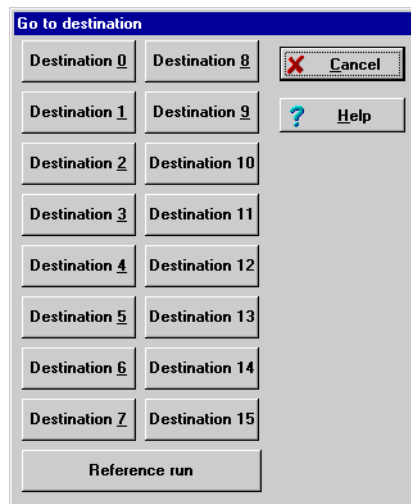 Go to destination
Destination 0 Destination 8
Cancel
Destination 1 Destination 9
Help
Destination 2 Destination 10
Destination 3 Destination 11
Destination 4 Destination 12
Destination 5 Destination 13
Destination 6 Destination 14
Destination 7 Destination 15
Reference run